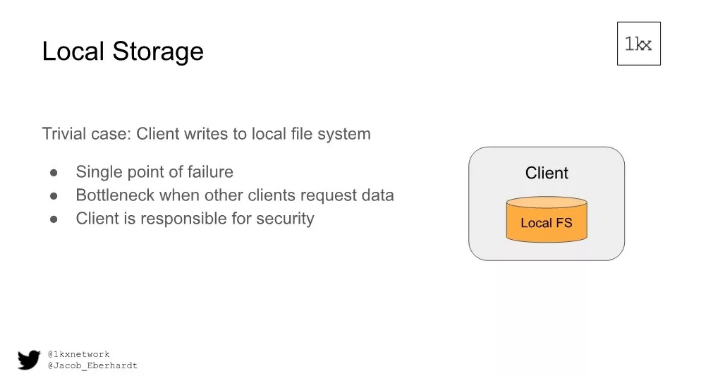 Local Storage
1kx
Trivial case: Client writes to local file system
● Single point of failure
● Bottleneck when other clients request data
● Client is responsible for security
Client
Local FS
@1kxnetwork
@Jacob_Eberhardt